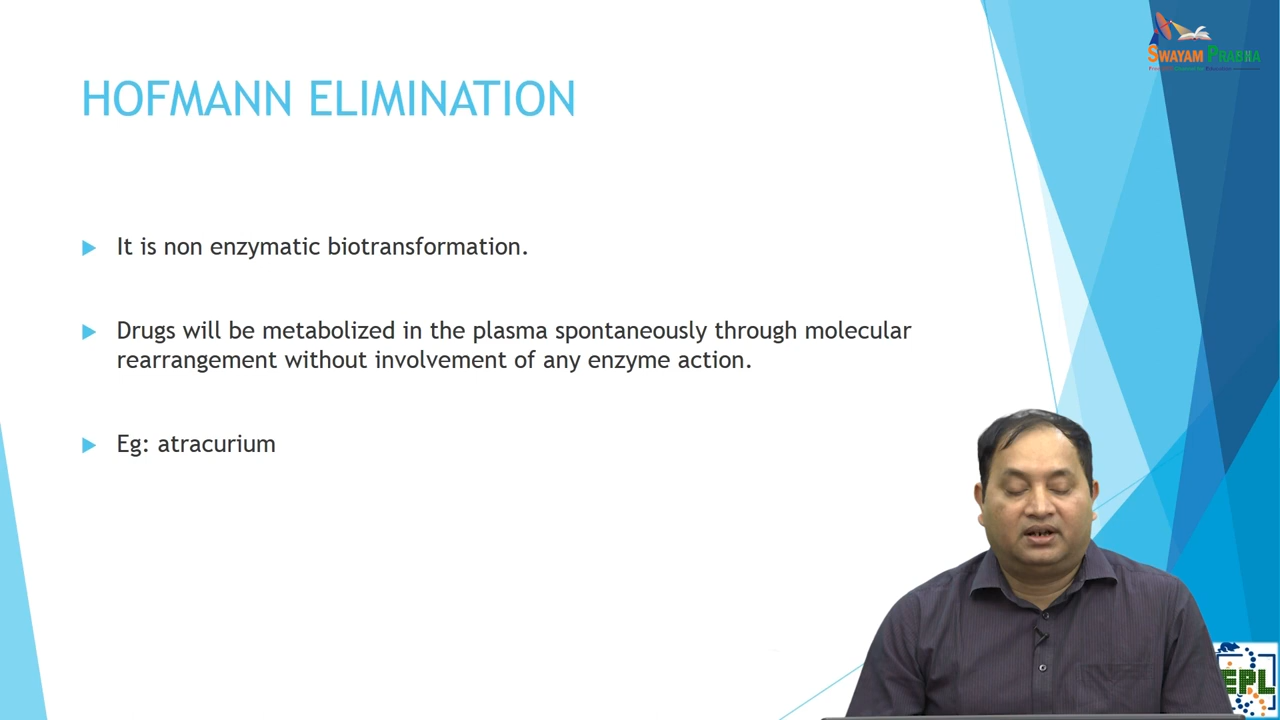 SWAYAM PRABHA
HOFMANN ELIMINATION
It is non enzymatic biotransformation.
Drugs will be metabolized in the plasma spontaneously through molecular
rearrangement without involvement of any enzyme action.
Eg: atracurium
EPL